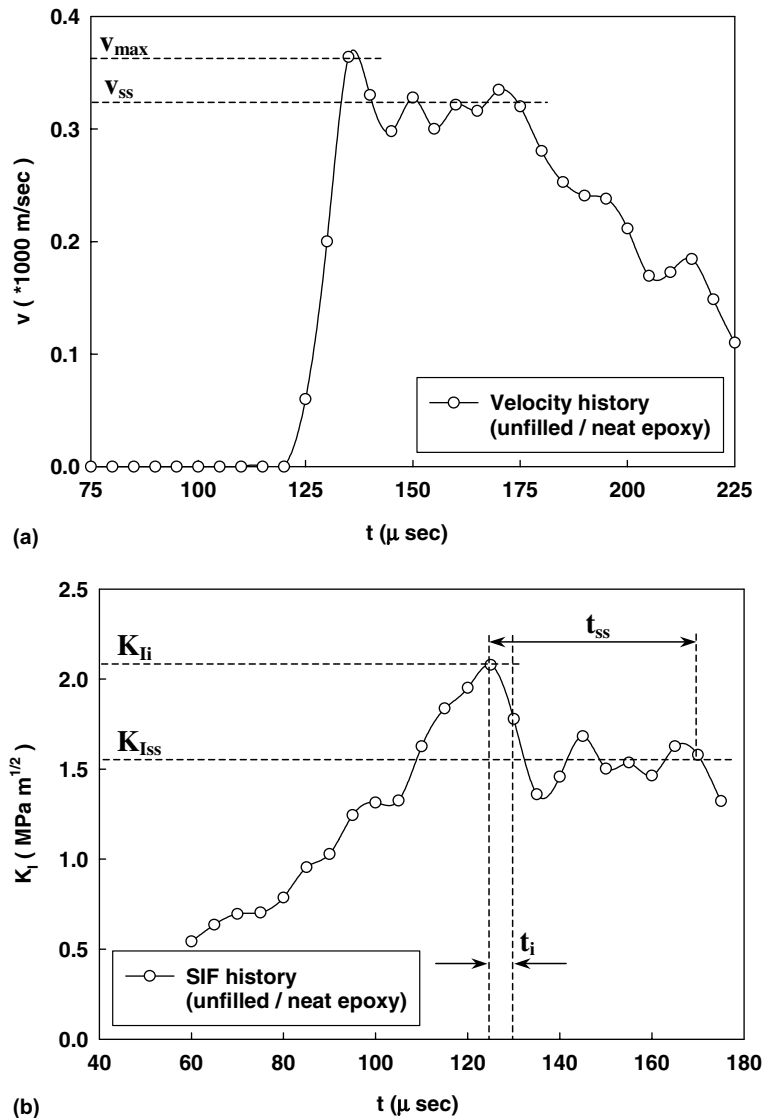 0.4
v_max
v_ss
0.3
0.2
0.1
0.0
v ( *1000 m/sec)
Velocity history
(unfilled / neat epoxy)
75 100 125 150 175 200 225
t (μ sec)
(a)
2.5
2.0
1.5
1.0
0.5
0.0
K_I ( MPa m^1/2)
K_Ii
K_Iss
t_ss
t_i
SIF history
(unfilled / neat epoxy)
40 60 80 100 120 140 160 180
t (μ sec)
(b)